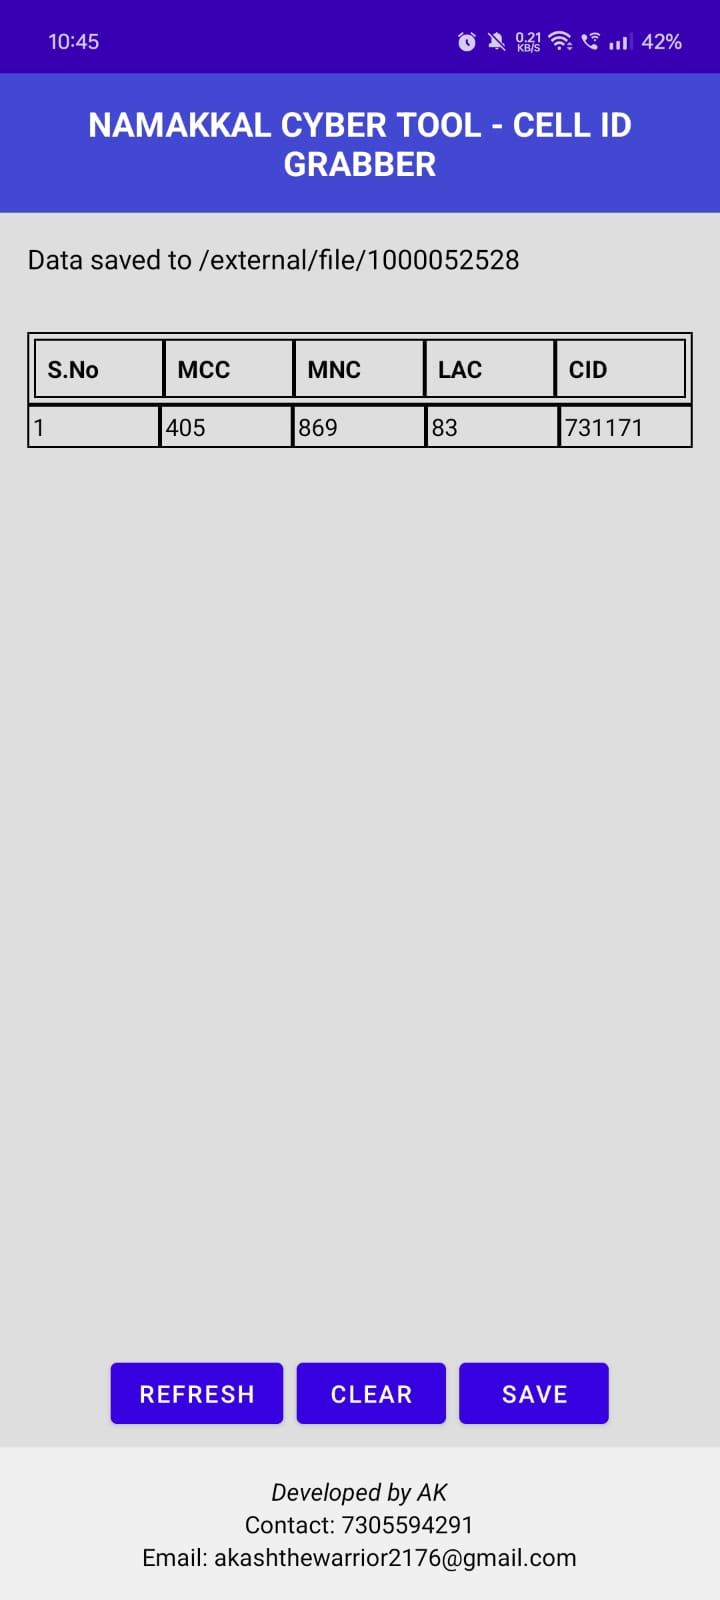 10:45
0.21 KB/S 42%
NAMAKKAL CYBER TOOL - CELL ID
GRABBER
Data saved to /external/file/1000052528
S.No MCC MNC LAC CID
1 405 869 83 731171
REFRESH CLEAR SAVE
Developed by AK
Contact: 7305594291
Email: akashthewarrior2176@gmail.com